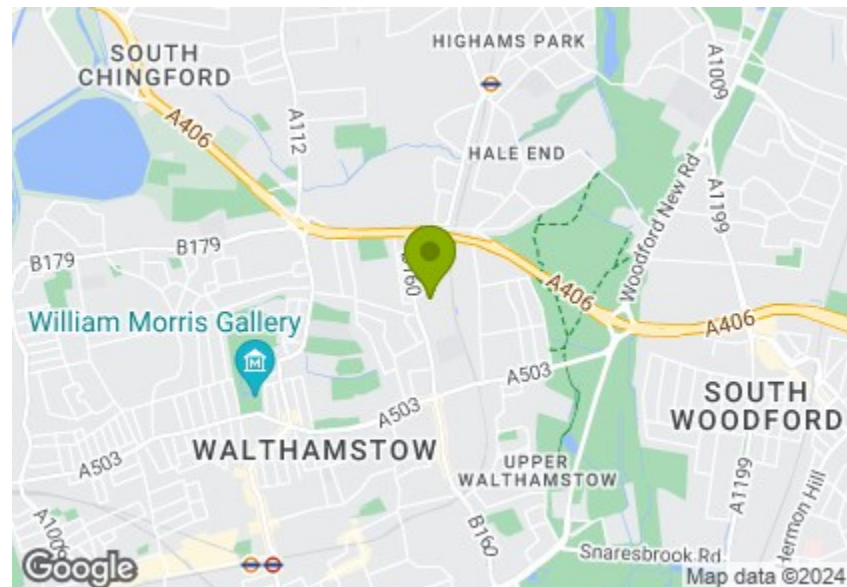 SOUTH
CHINGFORD
HIGHAMS PARK
A1009
A406
A112
HALE END
Woodford New Rd
A1199
B179
B179
B160
A406
A406
William Morris Gallery
M
A503
A503
SOUTH
WOODFORD
A503
WALTHAMSTOW
UPPER
WALTHAMSTOW
A1199
Hermon Hill
A1006
B160
Snaresbrook Rd
Google
Map data ©2024